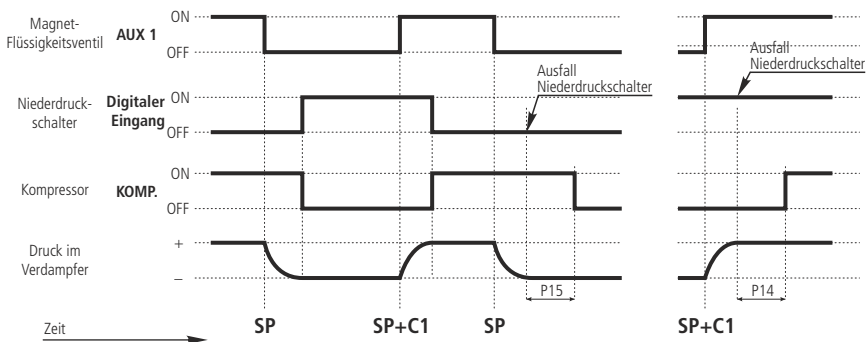 Magnet-
Flüssigkeitsventil
AUX 1
ON
OFF
Ausfall
Niederdruckschalter
Ausfall
Niederdruckschalter
Niederdruck-
schalter
Digitaler
Eingang
ON
OFF
Kompressor
KOMP.
ON
OFF
Druck im
Verdampfer
+
–
P15
P14
Zeit
SP
SP+C1
SP
SP+C1